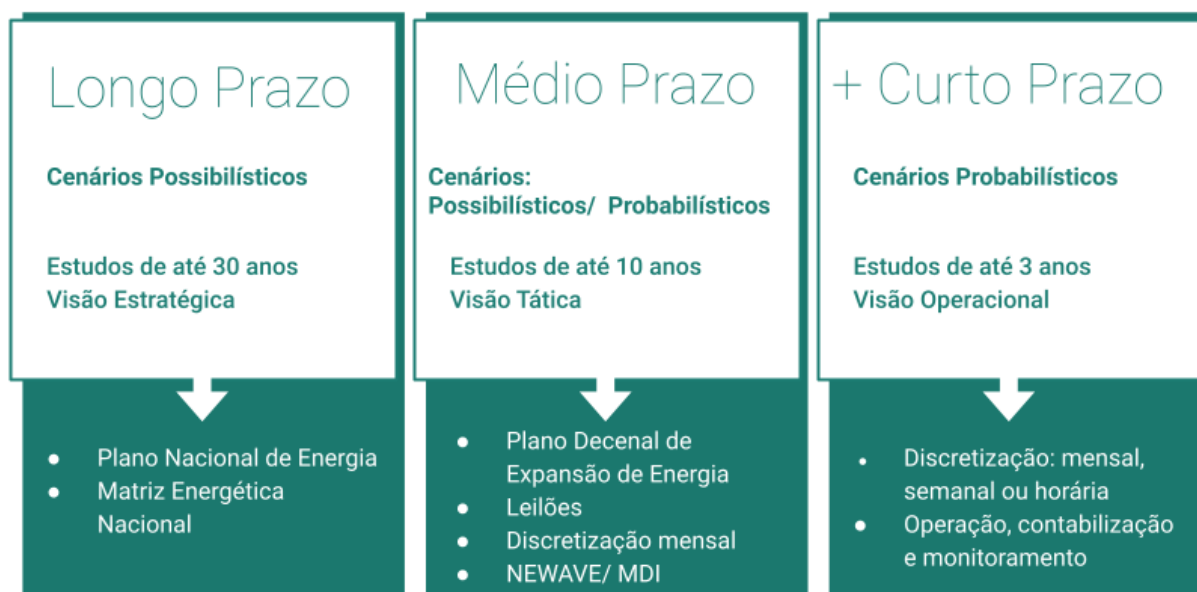 Longo Prazo
Cenários Possibilísticos
Estudos de até 30 anos
Visão Estratégica
● Plano Nacional de Energia
● Matriz Energética
Nacional
Médio Prazo
Cenários:
Possibilísticos/ Probabilísticos
Estudos de até 10 anos
Visão Tática
● Plano Decenal de
Expansão de Energia
● Leilões
● Discretização mensal
● NEWAVE/ MDI
+ Curto Prazo
Cenários Probabilísticos
Estudos de até 3 anos
Visão Operacional
● Discretização: mensal,
semanal ou horária
● Operação, contabilização
e monitoramento